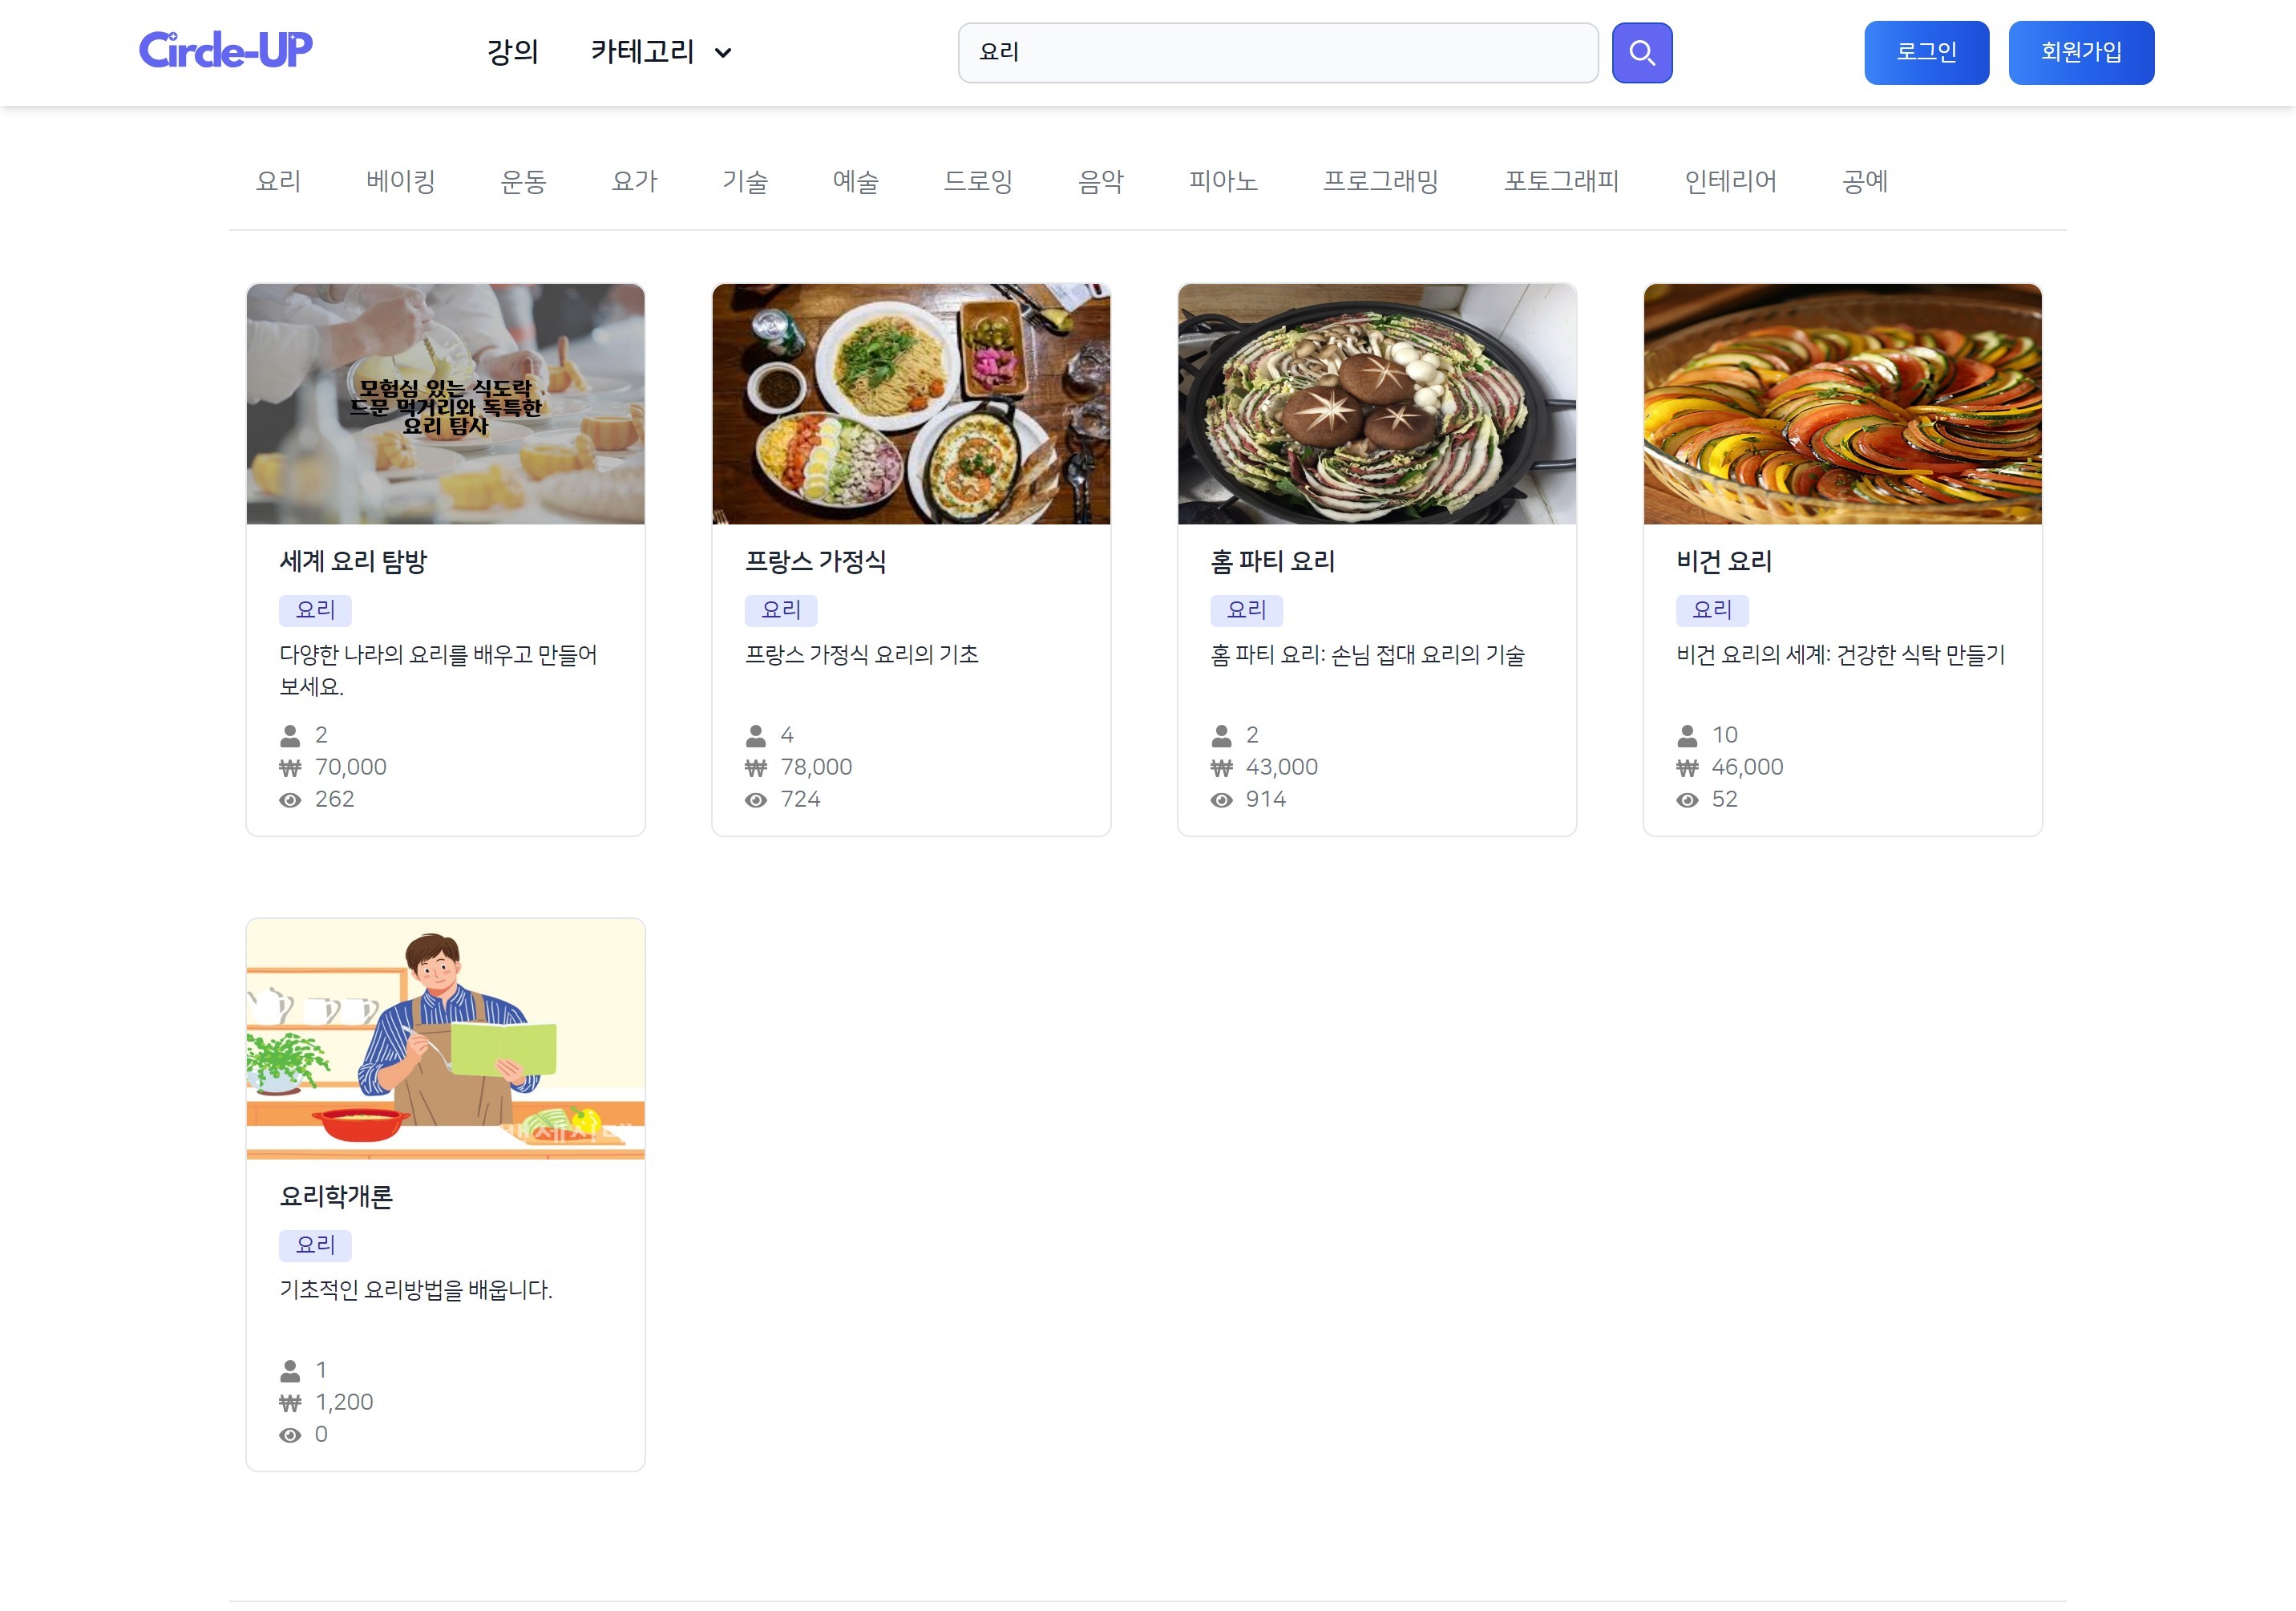 Circle-UP
강의
카테고리
요리
로그인
회원가입
요리 베이킹 운동 요가 기술 예술 드로잉 음악 피아노 프로그래밍 포토그래피 인테리어 공예
모험심 있는 식도락
드문 먹거리와 독특한
요리 탐사
세계 요리 탐방
요리
다양한 나라의 요리를 배우고 만들어
보세요.
2
₩ 70,000
262
프랑스 가정식
요리
프랑스 가정식 요리의 기초
4
₩ 78,000
724
홈 파티 요리
요리
홈 파티 요리: 손님 접대 요리의 기술
2
₩ 43,000
914
비건 요리
요리
비건 요리의 세계: 건강한 식탁 만들기
10
₩ 46,000
52
요리학개론
요리
기초적인 요리방법을 배웁니다.
1
₩ 1,200
0